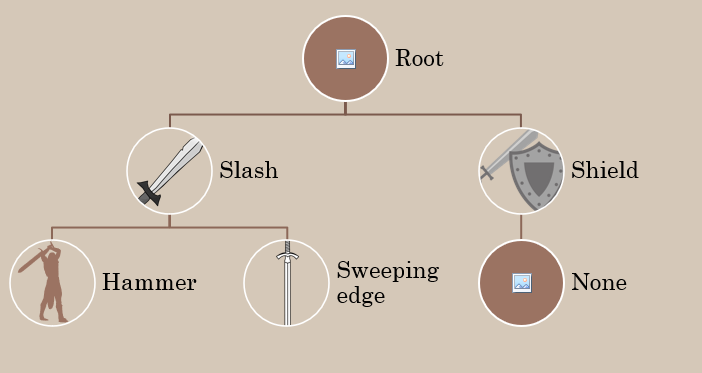 Root
Slash
Shield
Hammer
Sweeping
edge
None